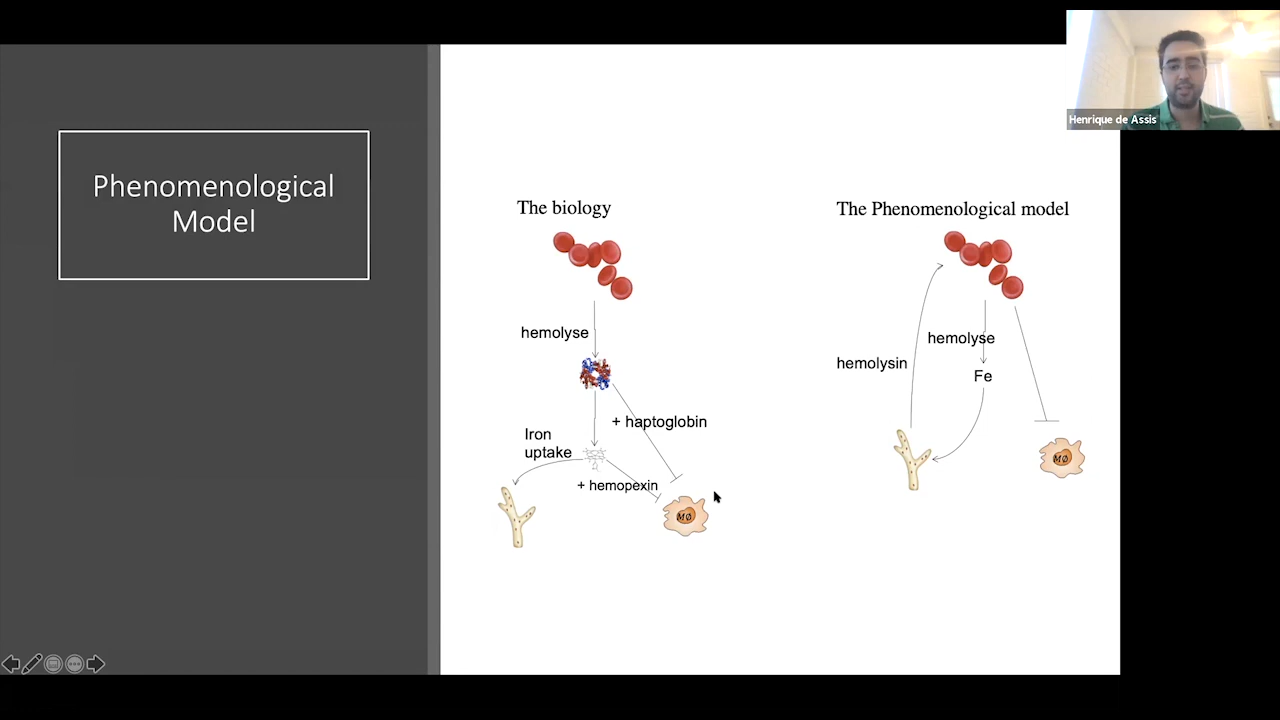 Henrique de Assis
Phenomenological
Model
The biology
hemolyse
+ haptoglobin
Iron
uptake
+ hemopexin
MØ
The Phenomenological model
hemolyse
hemolysin
Fe
MØ